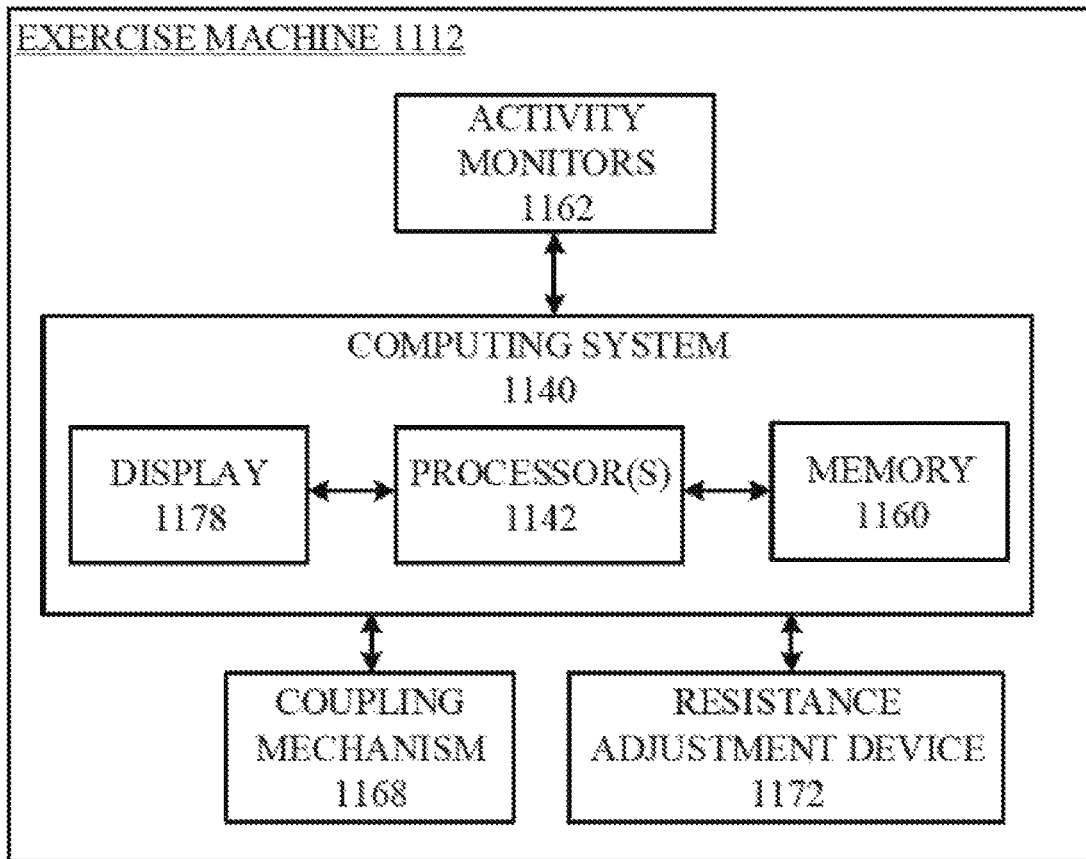 EXERCISE MACHINE 1112
ACTIVITY
MONITORS
1162
COMPUTING SYSTEM
1140
DISPLAY
1178
PROCESSOR(S)
1142
MEMORY
1160
COUPLING
MECHANISM
1168
RESISTANCE
ADJUSTMENT DEVICE
1172